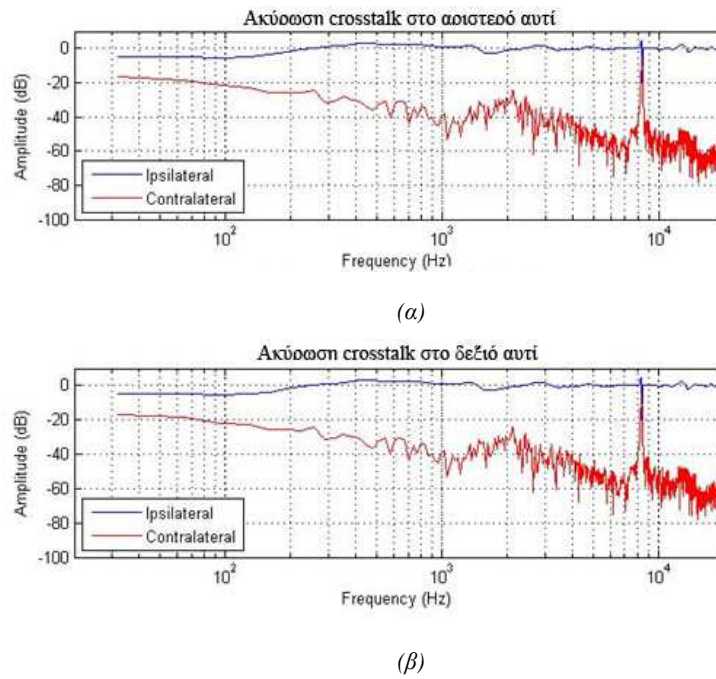 Ακύρωση crosstalk στο αριστερό αυτί
0
-20
-40
-60
-80
-100
Amplitude (dB)
Ipsilateral
Contralateral
10²
10³
10⁴
Frequency (Hz)
(α)
Ακύρωση crosstalk στο δεξιό αυτί
0
-20
-40
-60
-80
-100
Amplitude (dB)
Ipsilateral
Contralateral
10²
10³
10⁴
Frequency (Hz)
(β)